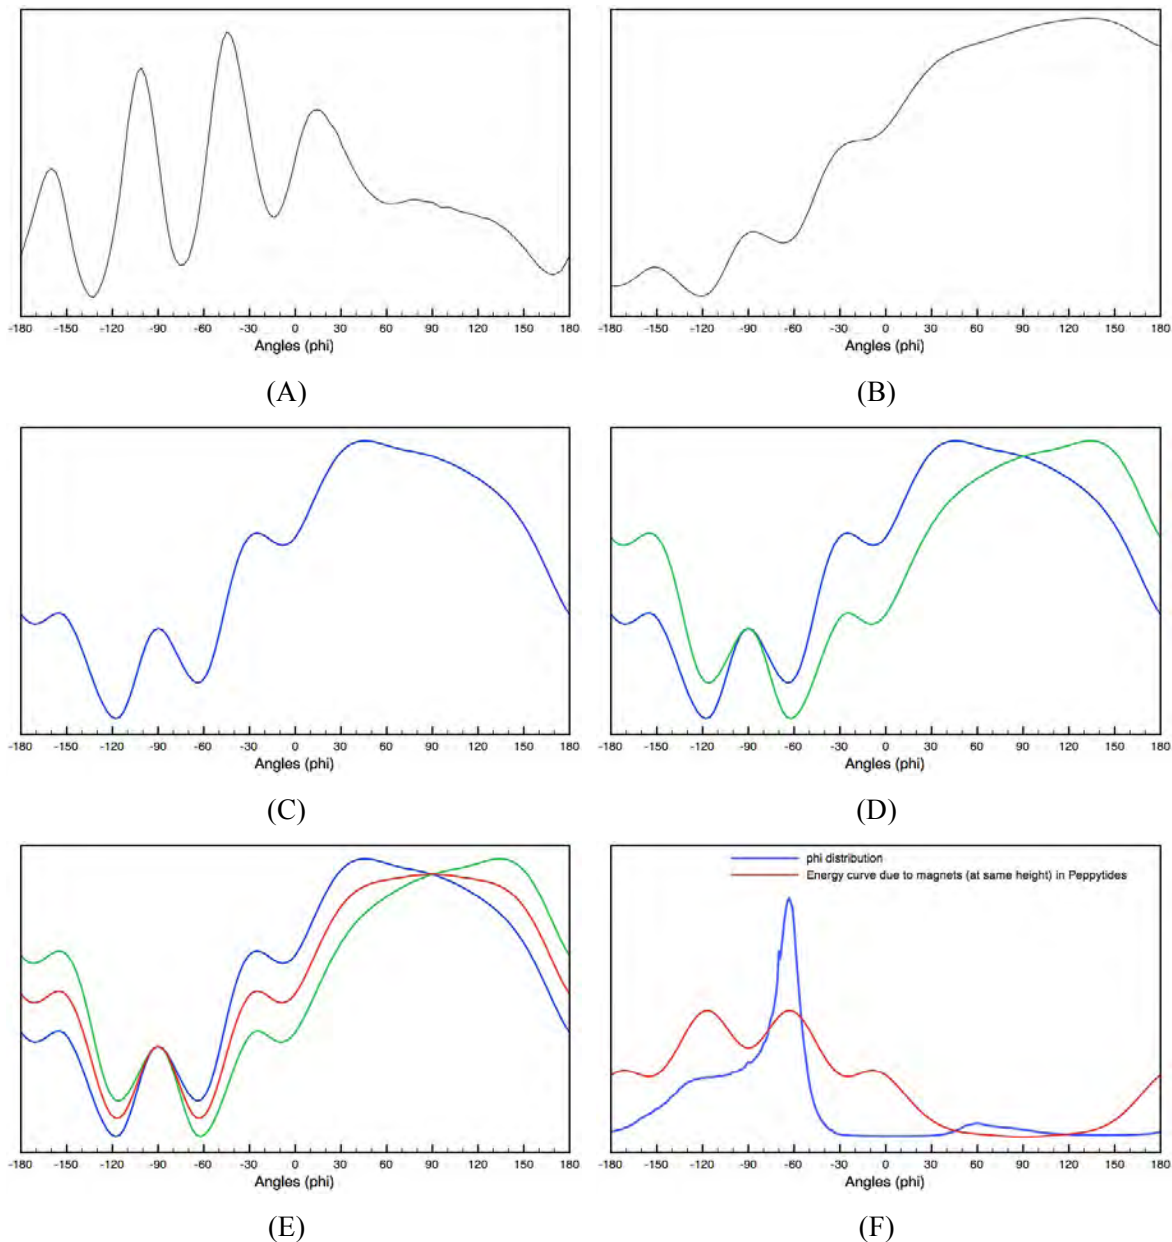 -180 -150 -120 -90 -60 -30 0 30 60 90 120 150 180
Angles (phi)
(A)
-180 -150 -120 -90 -60 -30 0 30 60 90 120 150 180
Angles (phi)
(B)
-180 -150 -120 -90 -60 -30 0 30 60 90 120 150 180
Angles (phi)
(C)
-180 -150 -120 -90 -60 -30 0 30 60 90 120 150 180
Angles (phi)
(D)
-180 -150 -120 -90 -60 -30 0 30 60 90 120 150 180
Angles (phi)
(E)
phi distribution
Energy curve due to magnets (at same height) in Peppytides
-180 -150 -120 -90 -60 -30 0 30 60 90 120 150 180
Angles (phi)
(F)